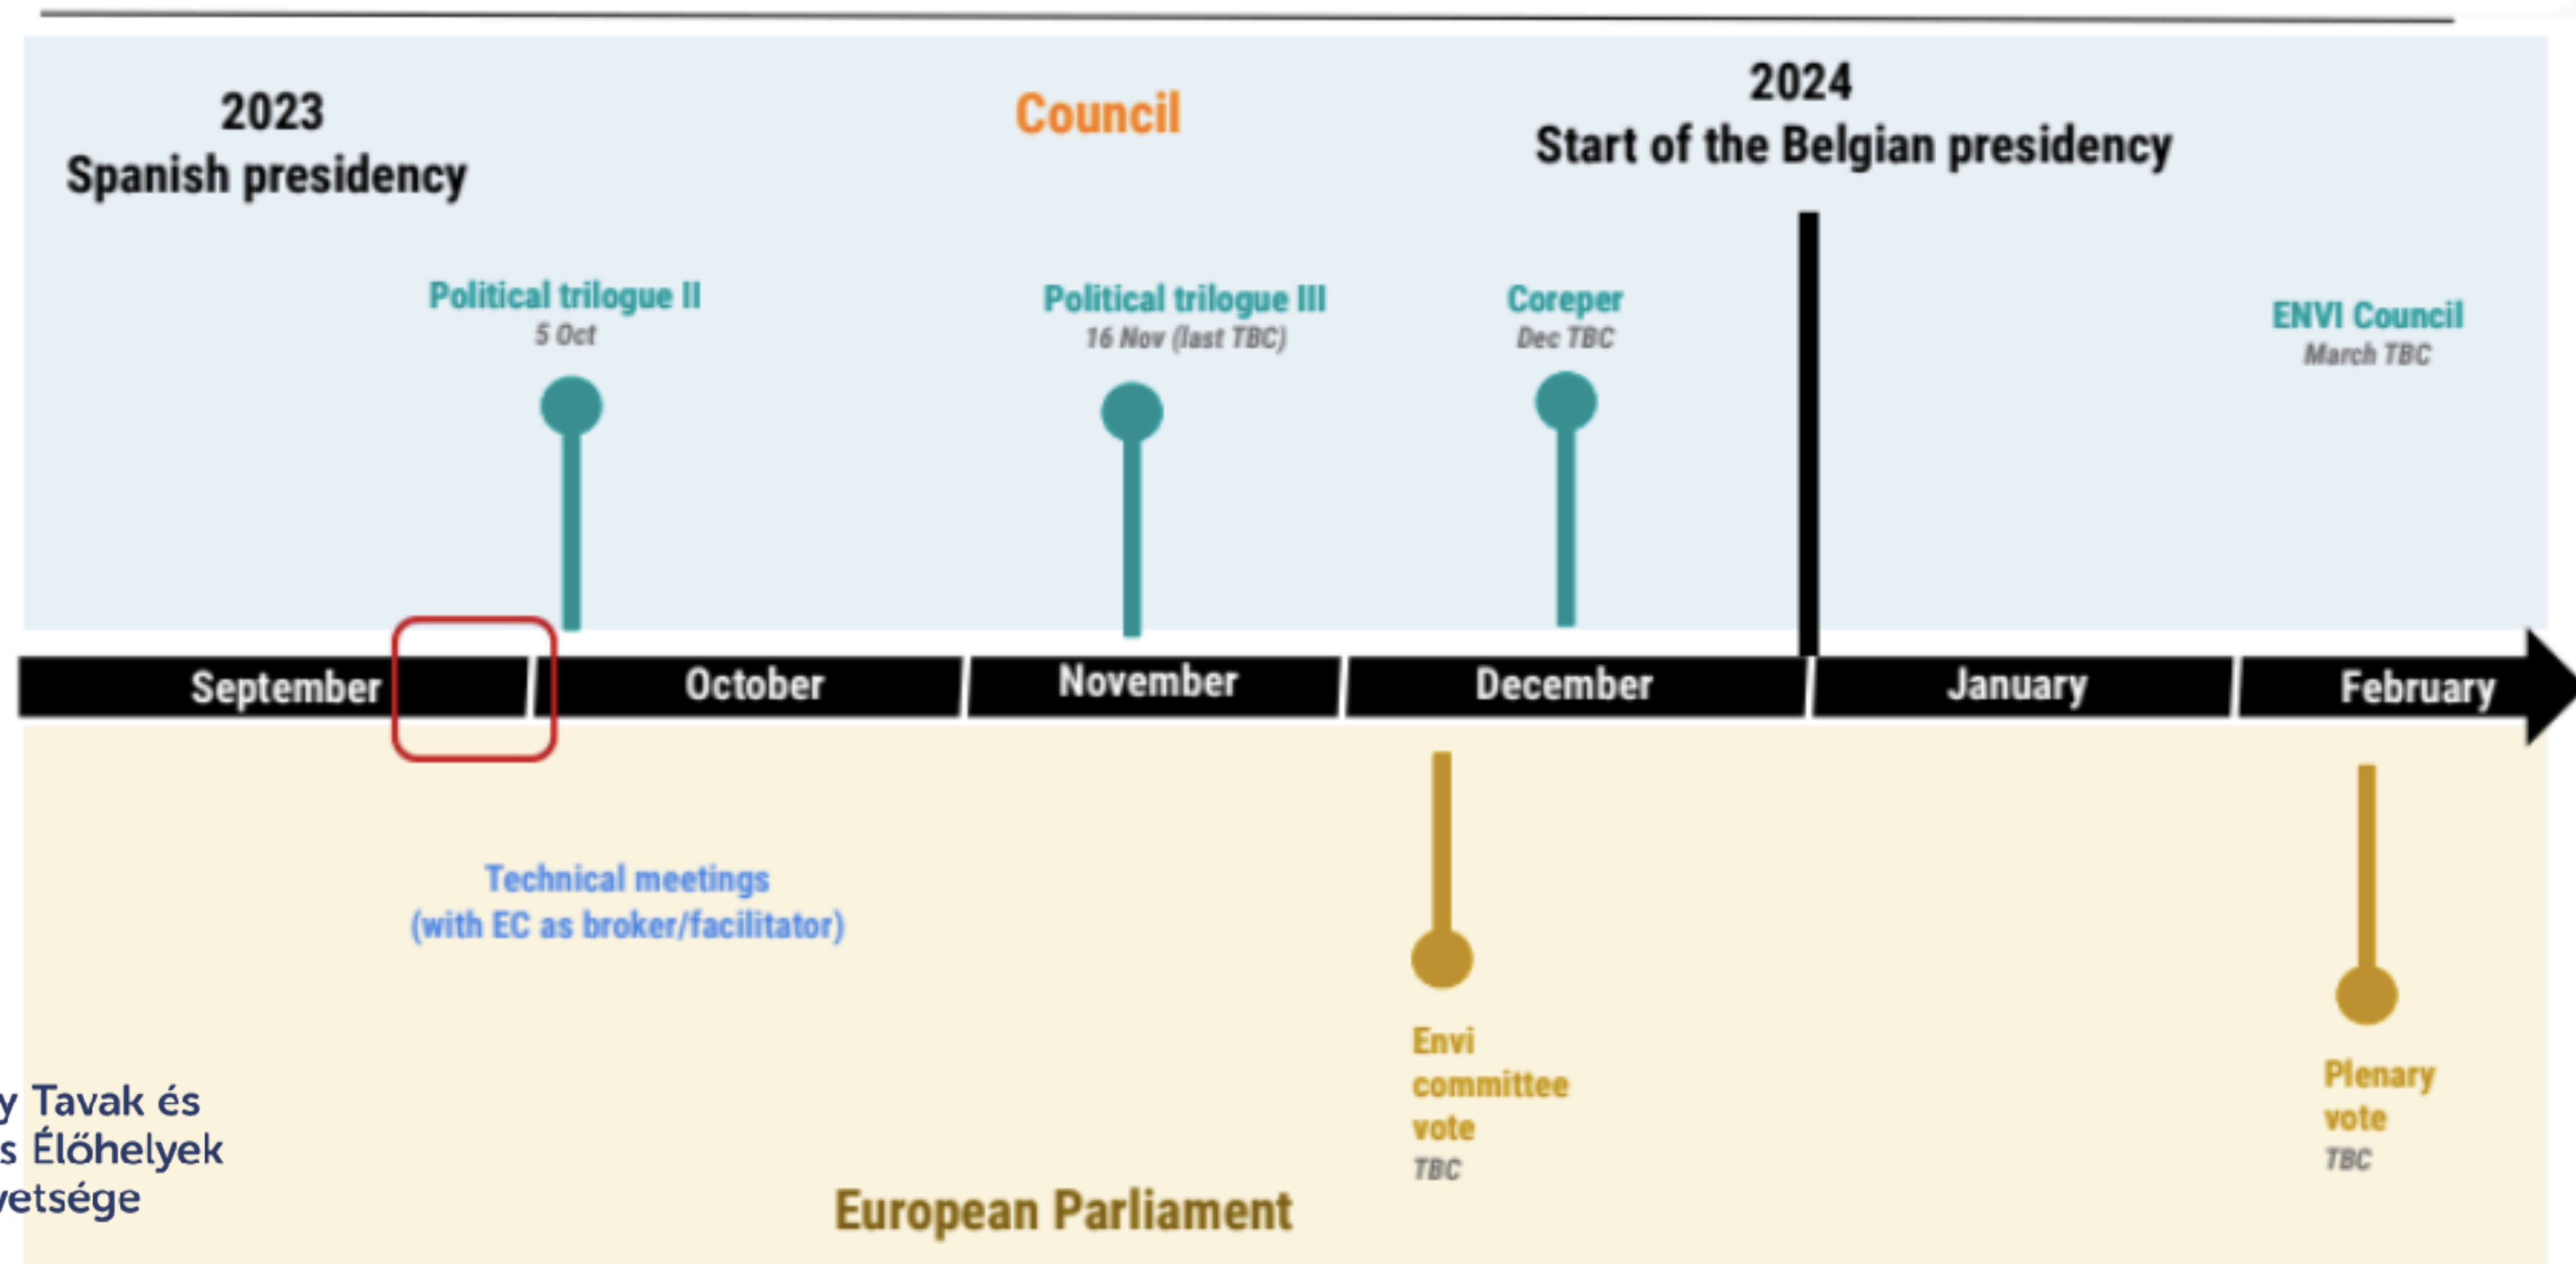 2023
Spanish presidency
Council
2024
Start of the Belgian presidency
Political trilogue II
5 Oct
Political trilogue III
16 Nov (last TBC)
Coreper
Dec TBC
ENVI Council
March TBC
September
October
November
December
January
February
Technical meetings
(with EC as broker/facilitator)
Envi
committee
vote
TBC
Plenary
vote
TBC
y Tavak és
s Élőhelyek
vetsége
European Parliament